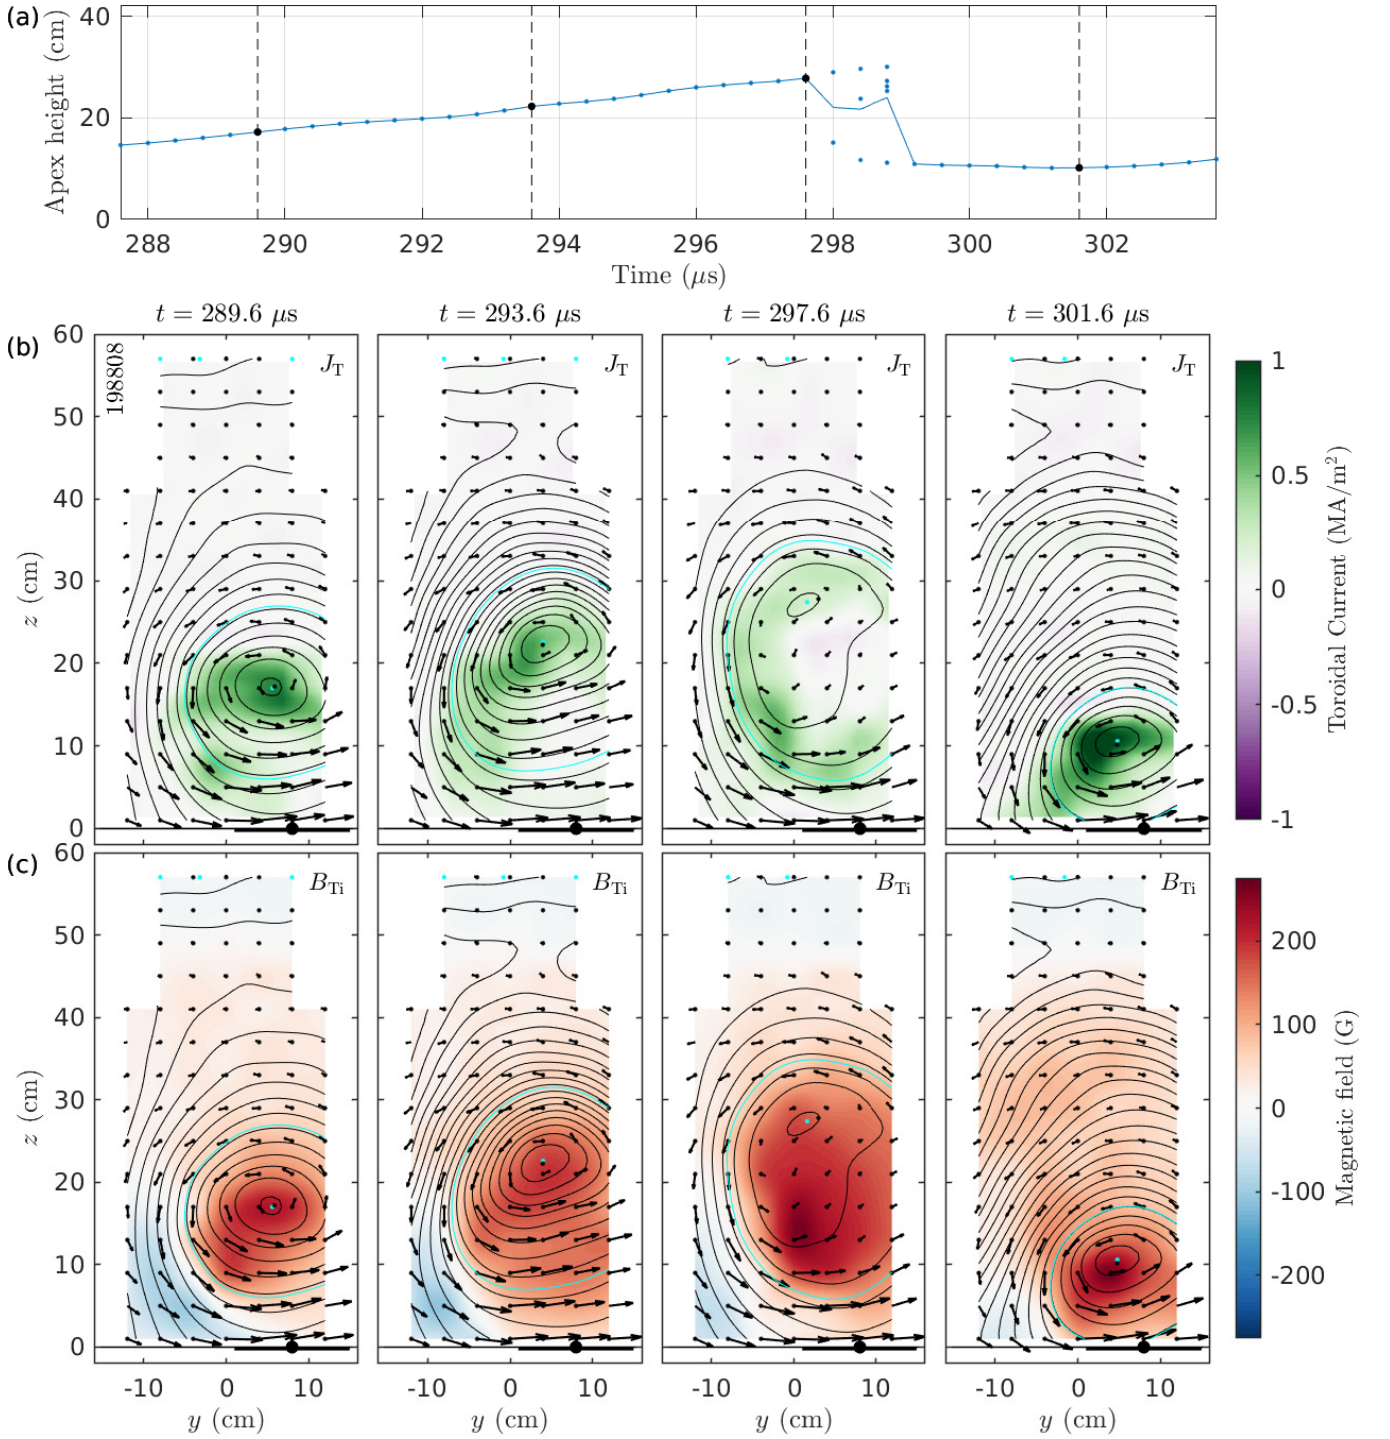 (a)
Apex height (cm)
40
20
0
288 290 292 294 296 298 300 302
Time (μs)
t = 289.6 μs t = 293.6 μs t = 297.6 μs t = 301.6 μs
(b)
198808
J_T J_T J_T J_T
60
50
40
30
20
10
0
z (cm)
1
0.5
0
-0.5
-1
Toroidal Current (MA/m²)
(c)
B_Ti B_Ti B_Ti B_Ti
60
50
40
30
20
10
0
z (cm)
200
100
0
-100
-200
Magnetic field (G)
-10 0 10 -10 0 10 -10 0 10 -10 0 10
y (cm) y (cm) y (cm) y (cm)